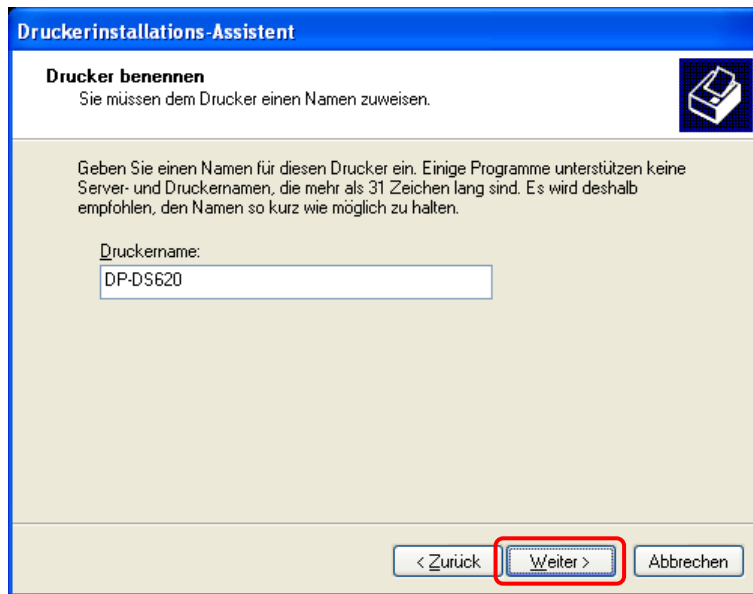 Druckerinstallations-Assistent
Drucker benennen
Sie müssen dem Drucker einen Namen zuweisen.
Geben Sie einen Namen für diesen Drucker ein. Einige Programme unterstützen keine
Server- und Druckernamen, die mehr als 31 Zeichen lang sind. Es wird deshalb
empfohlen, den Namen so kurz wie möglich zu halten.
Druckername:
DP-DS620
< Zurück Weiter > Abbrechen